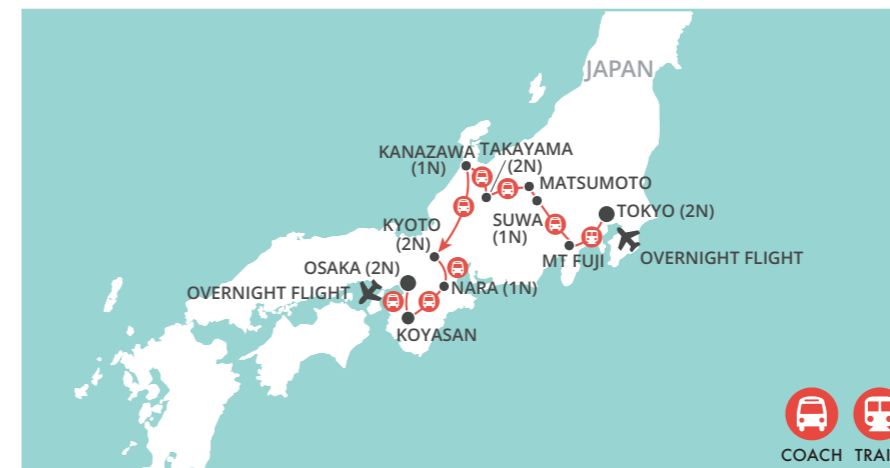 JAPAN
KANAZAWA
(1N)
TAKAYAMA
(2N)
MATSUMOTO
SUWA
(1N)
TOKYO (2N)
MT FUJI
OVERNIGHT FLIGHT
KYOTO
(2N)
OSAKA (2N)
OVERNIGHT FLIGHT
NARA (1N)
KOYASAN
COACH